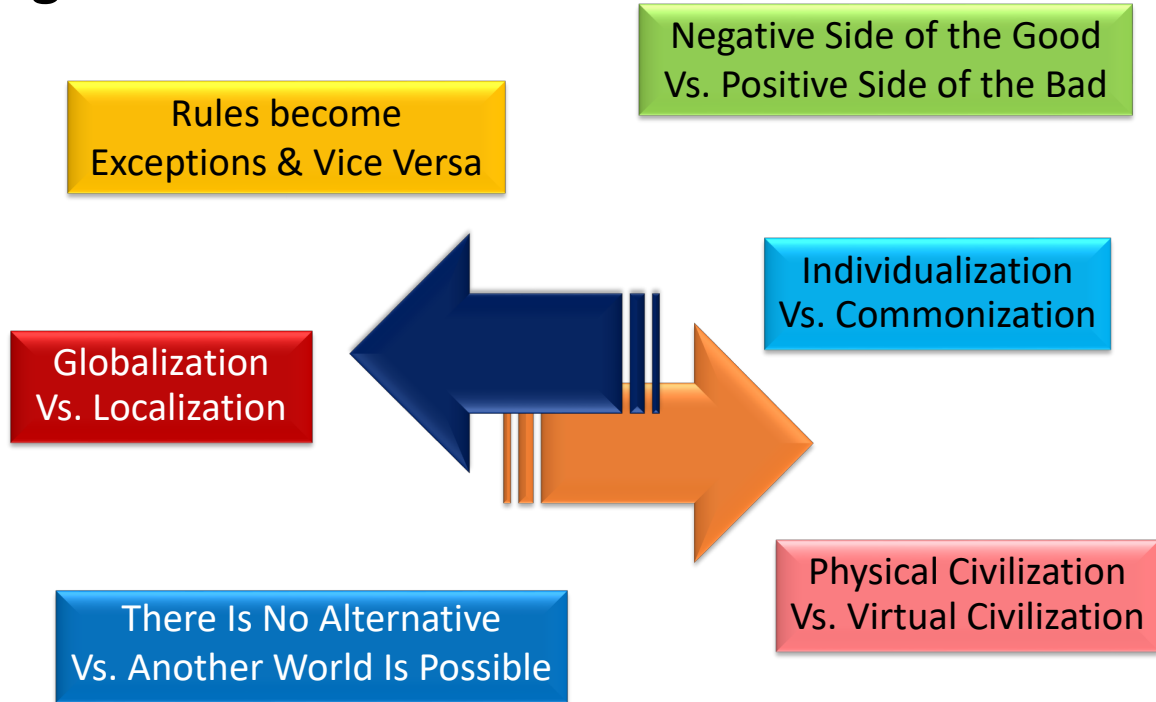 Negative Side of the Good
Vs. Positive Side of the Bad
Rules become
Exceptions & Vice Versa
Individualization
Vs. Commonization
Globalization
Vs. Localization
Physical Civilization
Vs. Virtual Civilization
There Is No Alternative
Vs. Another World Is Possible